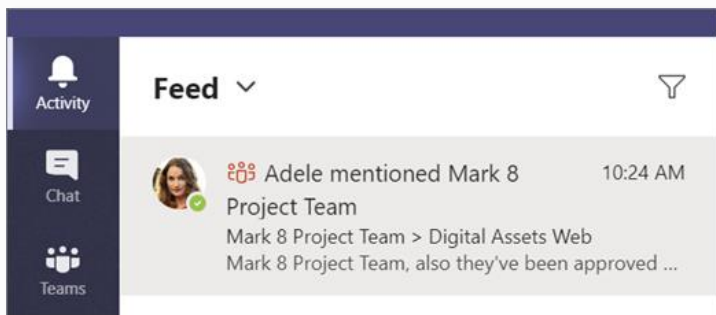 Activity
Chat
Teams
Feed
Adele mentioned Mark 8 10:24 AM
Project Team
Mark 8 Project Team > Digital Assets Web
Mark 8 Project Team, also they've been approved ...